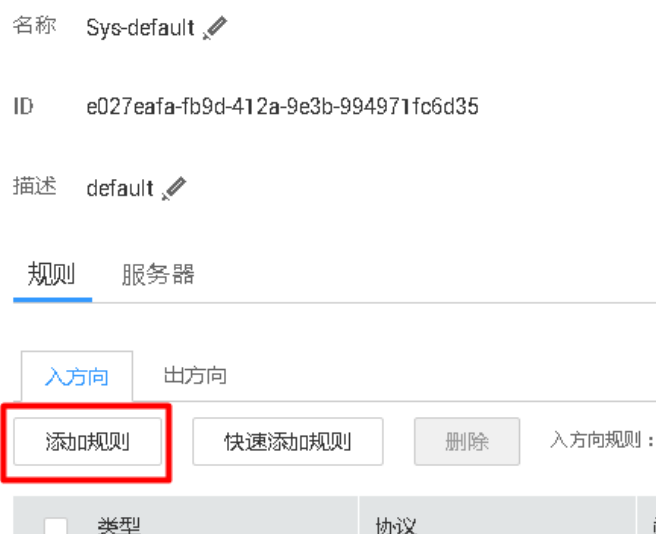 名称 Sys-default
ID e027eafa-fb9d-412a-9e3b-994971fc6d35
描述 default
规则 服务器
入方向 出方向
添加规则 快速添加规则 删除 入方向规则：
类型 协议